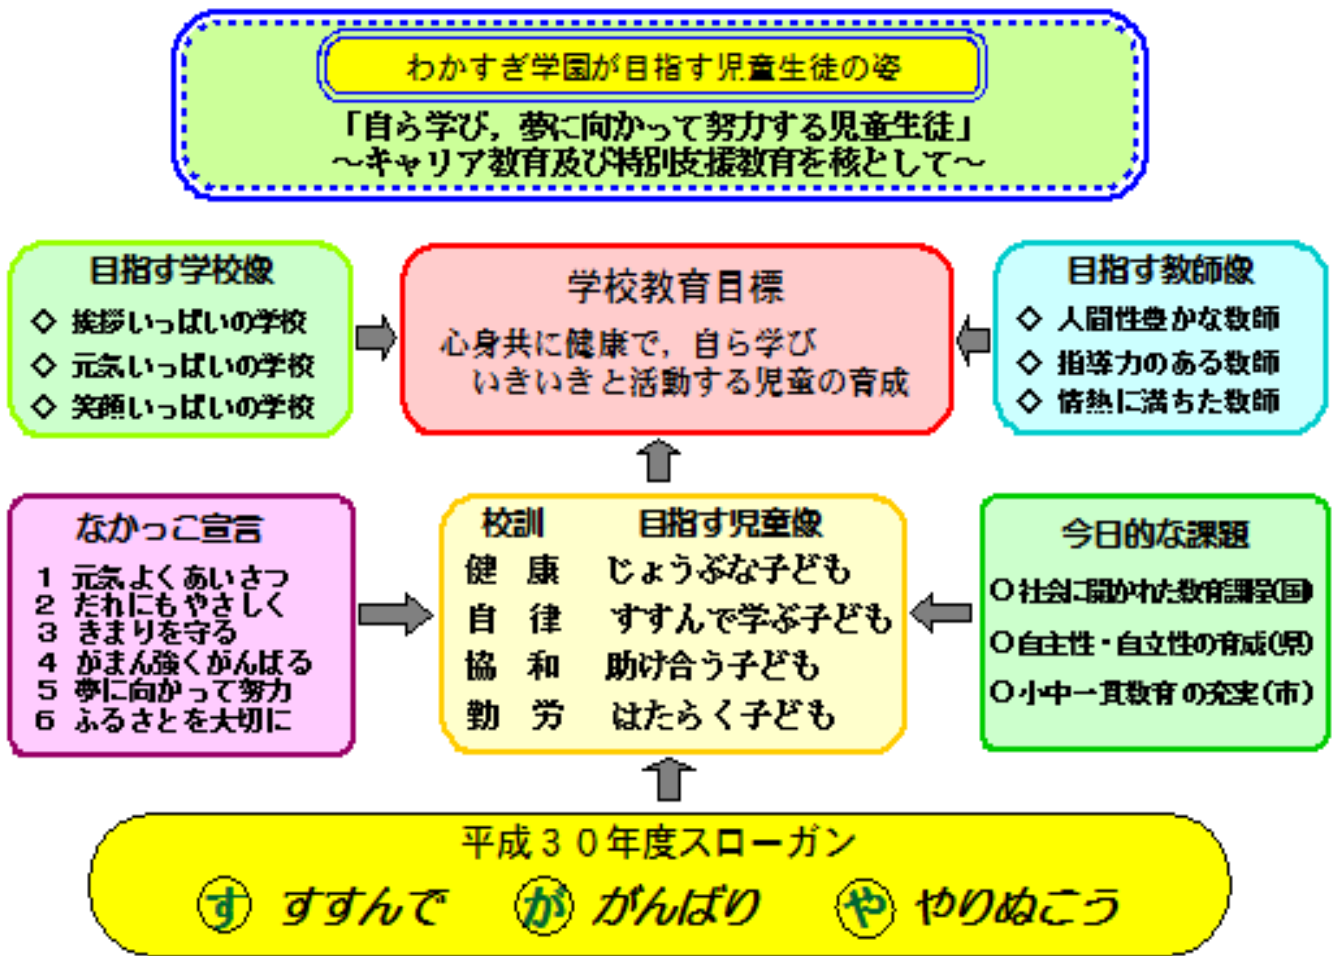 わかすぎ学園が目指す児童生徒の姿
「自ら学び，夢に向かって努力する児童生徒」
～キャリア教育及び特別支援教育を核として～
目指す学校像
◇ 挨拶いっぱいの学校
◇ 元気いっぱいの学校
◇ 笑顔いっぱいの学校
学校教育目標
心身共に健康で，自ら学び
いきいきと活動する児童の育成
目指す教師像
◇ 人間性豊かな教師
◇ 指導力のある教師
◇ 情熱に満ちた教師
なかっこ宣言
1 元気よくあいさつ
2 だれにもやさしく
3 きまりを守る
4 がまん強くがんばる
5 夢に向かって努力
6 ふるさとを大切に
校訓 目指す児童像
健 康 じょうぶな子ども
自 律 すすんで学ぶ子ども
協 和 助け合う子ども
勤 労 はたらく子ども
今日的な課題
○社会に開かれた教育課程(国)
○自主性・自立性の育成(県)
○小中一貫教育の充実(市)
平成３０年度スローガン
す すすんで が がんばり や やりぬこう